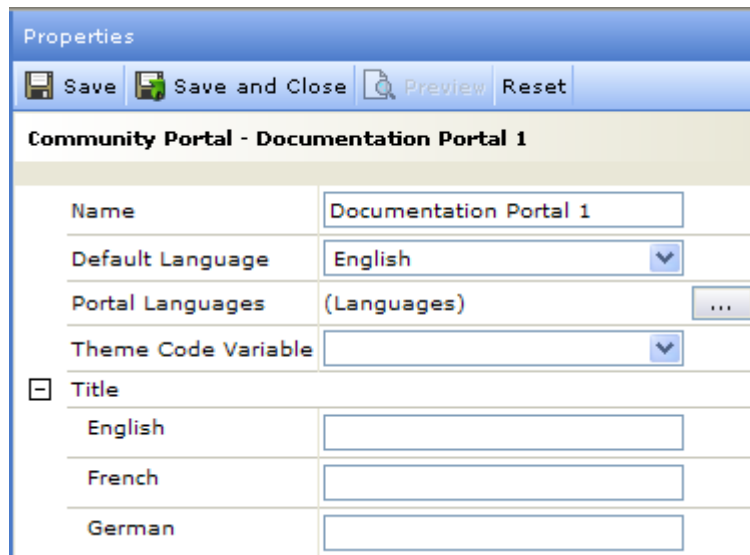 Properties
Save Save and Close Preview Reset
Community Portal - Documentation Portal 1
Name Documentation Portal 1
Default Language English
Portal Languages (Languages) ...
Theme Code Variable
Title
English
French
German